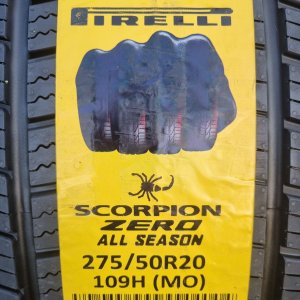 PIRELLI
SCORPION
ZERO
ALL SEASON
275/50R20
109H (MO)